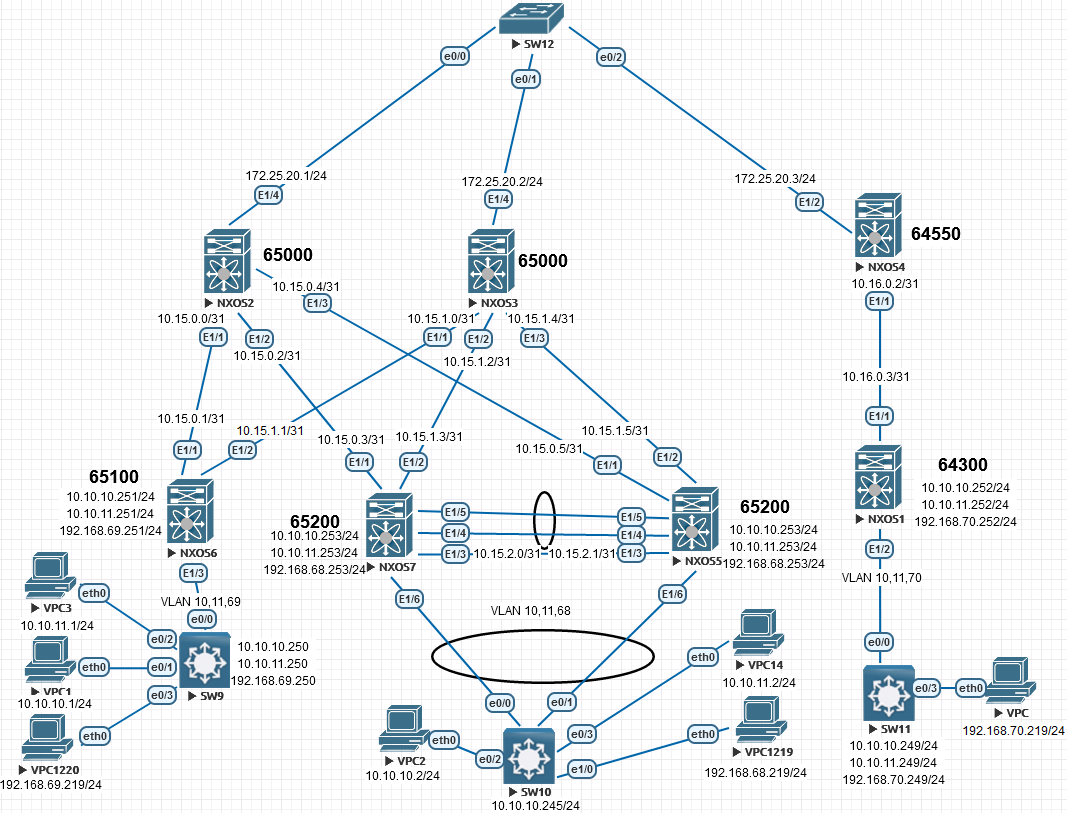 SW12
e0/0
e0/1
e0/2
172.25.20.1/24
172.25.20.2/24
172.25.20.3/24
E1/4
E1/4
E1/2
65000
65000
64550
NXOS2
NXOS3
NXOS4
10.15.0.4/31
E1/3
10.16.0.2/31
E1/1
10.15.0.0/31
10.15.1.0/31
10.15.1.4/31
E1/1
E1/2
E1/1
E1/2
E1/3
10.15.0.2/31
10.15.1.2/31
10.16.0.3/31
E1/1
10.15.0.1/31
10.15.1.1/31
10.15.0.3/31
10.15.1.3/31
10.15.1.5/31
10.15.0.5/31
E1/1
E1/2
E1/1
E1/2
E1/1
E1/2
65100
10.10.10.251/24
10.10.11.251/24
192.168.69.251/24
NXOS6
65200
10.10.10.253/24
10.10.11.253/24
192.168.68.253/24
NXOS7
E1/5
E1/4
E1/3
10.15.2.0/31
10.15.2.1/31
E1/5
E1/4
E1/3
65200
10.10.10.253/24
10.10.11.253/24
192.168.68.253/24
NXOS5
64300
10.10.10.252/24
10.10.11.252/24
192.168.70.252/24
NXOS1
E1/3
VLAN 10,11,69
e0/0
E1/6
VLAN 10,11,68
E1/6
E1/2
VLAN 10,11,70
e0/0
VPC3
eth0
10.10.11.1/24
e0/2
VPC1
eth0
e0/1
10.10.10.1/24
e0/3
VPC1220
eth0
192.168.69.219/24
SW9
10.10.10.250
10.10.11.250
192.168.69.250
e0/0
e0/1
VPC14
eth0
10.10.11.2/24
VPC2
eth0
e0/2
10.10.10.2/24
e0/3
e1/0
SW10
10.10.10.245/24
eth0
VPC1219
192.168.68.219/24
SW11
e0/3
eth0
VPC
192.168.70.219/24
10.10.10.249/24
10.10.11.249/24
192.168.70.249/24